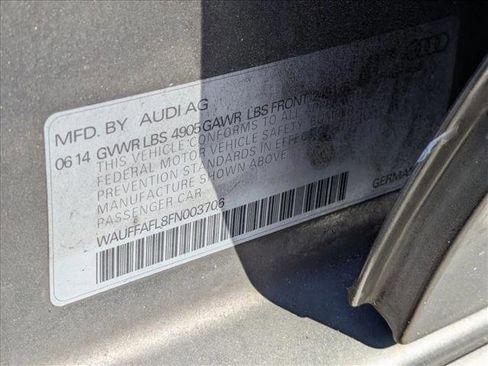 MFD. BY AUDI AG
06 14 GVWR LBS 4905 GAWR LBS FRONT
THIS VEHICLE CONFORMS TO ALL
FEDERAL MOTOR VEHICLE SAFETY,
PREVENTION STANDARDS IN EFFECT
MANUFACTURE SHOWN ABOVE
PASSENGER CAR
GERMANY
WAUFFAFL8FN003706